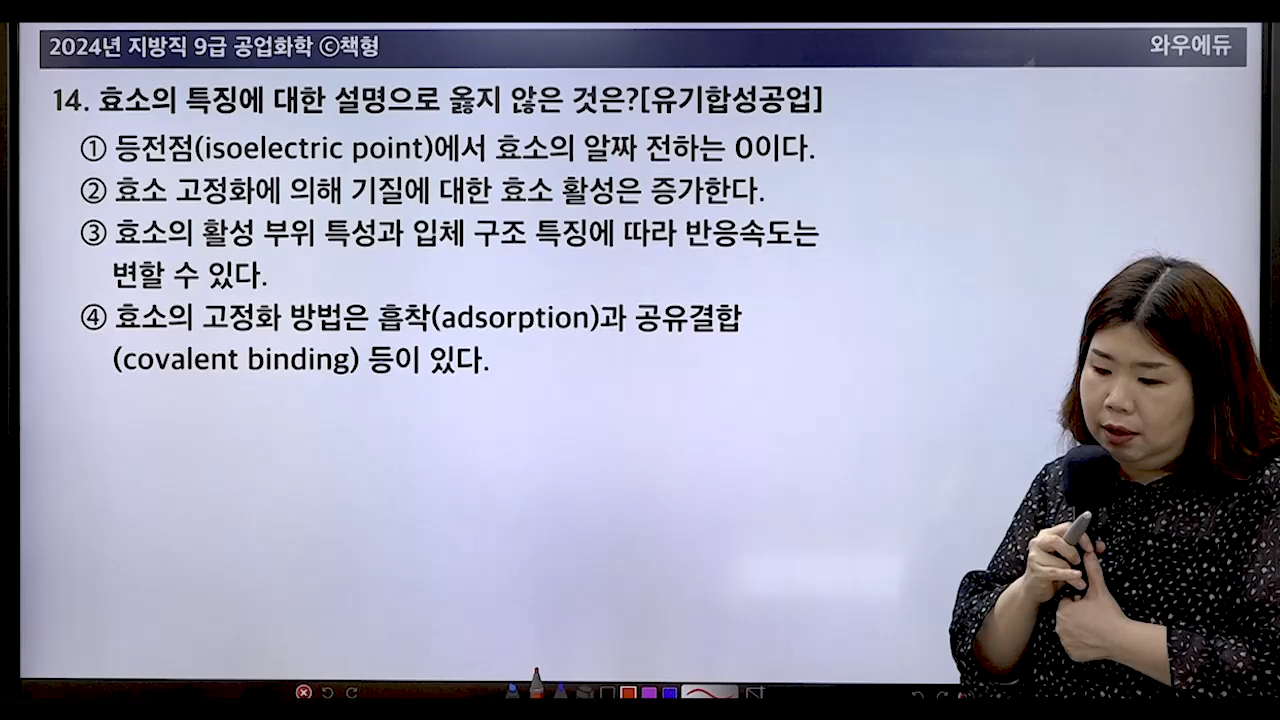 2024년 지방직 9급 공업화학 ⓒ책형
와우에듀
14. 효소의 특징에 대한 설명으로 옳지 않은 것은?[유기합성공업]
① 등전점(isoelectric point)에서 효소의 알짜 전하는 0이다.
② 효소 고정화에 의해 기질에 대한 효소 활성은 증가한다.
③ 효소의 활성 부위 특성과 입체 구조 특징에 따라 반응속도는
변할 수 있다.
④ 효소의 고정화 방법은 흡착(adsorption)과 공유결합
(covalent binding) 등이 있다.